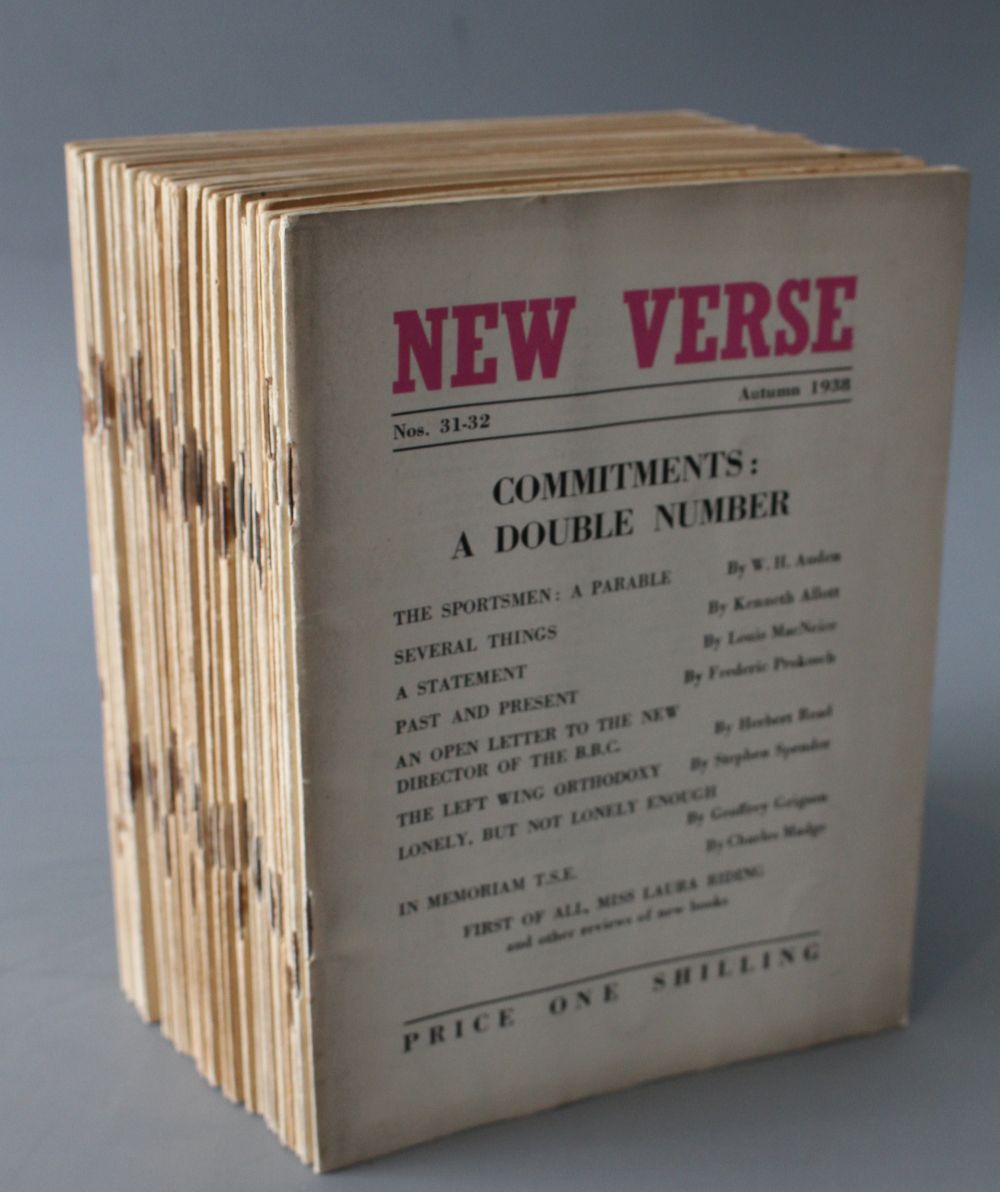 NEW VERSE
Nos. 31-32 Autumn 1938
COMMITMENTS:
A DOUBLE NUMBER
THE SPORTSMEN: A PARABLE By W. H. Auden
SEVERAL THINGS By Kenneth Allott
A STATEMENT By Louis MacNeice
PAST AND PRESENT By Frederic Prokosch
AN OPEN LETTER TO THE NEW
DIRECTOR OF THE B.B.C. By Herbert Read
THE LEFT WING ORTHODOXY By Stephen Spender
LONELY, BUT NOT LONELY ENOUGH
By Geoffrey Grigson
IN MEMORIAM T.S.E. By Charles Madge
FIRST OF ALL, MISS LAURA RIDING
and other reviews of new books
PRICE ONE SHILLING